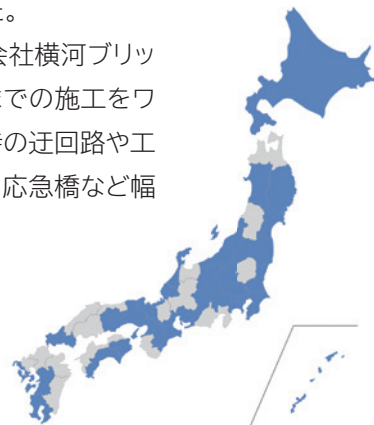 た。
会社横河ブリッ
までの施工をワ
時の迂回路や工
応急橋など幅